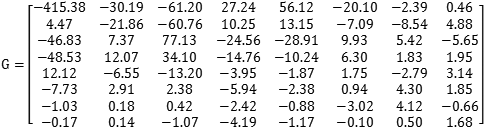 -415.38 -30.19 -61.20 27.24 56.12 -20.10 -2.39 0.46
4.47 -21.86 -60.76 10.25 13.15 -7.09 -8.54 4.88
-46.83 7.37 77.13 -24.56 -28.91 9.93 5.42 -5.65
G = -48.53 12.07 34.10 -14.76 -10.24 6.30 1.83 1.95
12.12 -6.55 -13.20 -3.95 -1.87 1.75 -2.79 3.14
-7.73 2.91 2.38 -5.94 -2.38 0.94 4.30 1.85
-1.03 0.18 0.42 -2.42 -0.88 -3.02 4.12 -0.66
-0.17 0.14 -1.07 -4.19 -1.17 -0.10 0.50 1.68